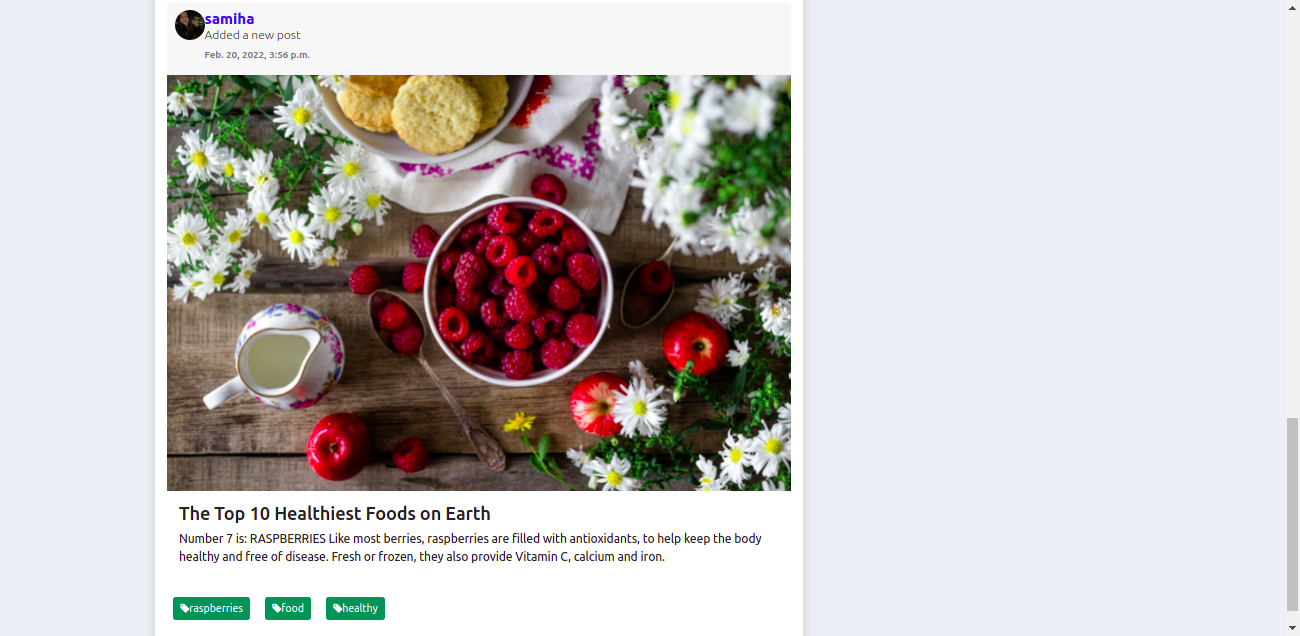 samiha
Added a new post
Feb. 20, 2022, 3:56 p.m.
The Top 10 Healthiest Foods on Earth
Number 7 is: RASPBERRIES Like most berries, raspberries are filled with antioxidants, to help keep the body
healthy and free of disease. Fresh or frozen, they also provide Vitamin C, calcium and iron.
raspberries food healthy